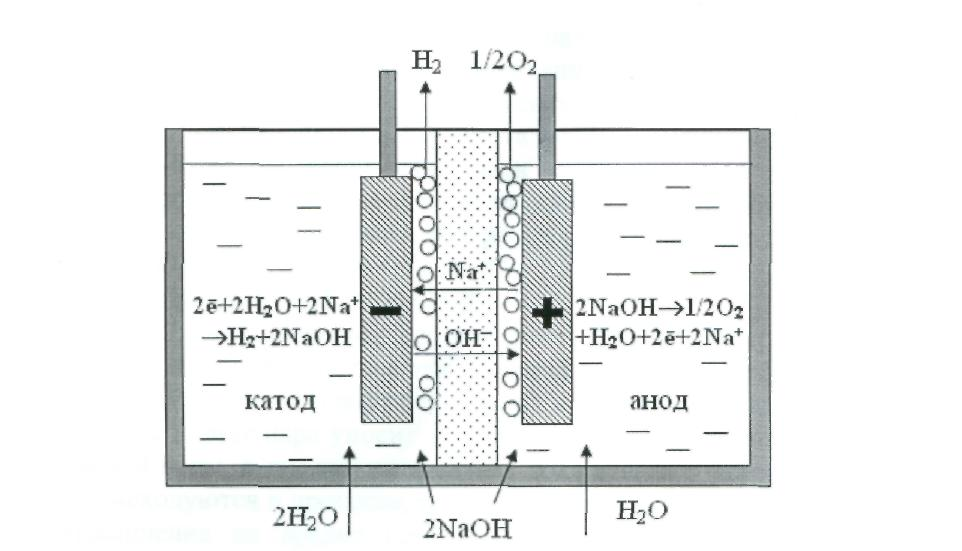 H₂ 1/2O₂
Na⁺
2ē+2H₂O+2Na⁺
→H₂+2NaOH
2NaOH→1/2O₂
+H₂O+2ē+2Na⁺
OH⁻
катод
анод
2H₂O
2NaOH
H₂O